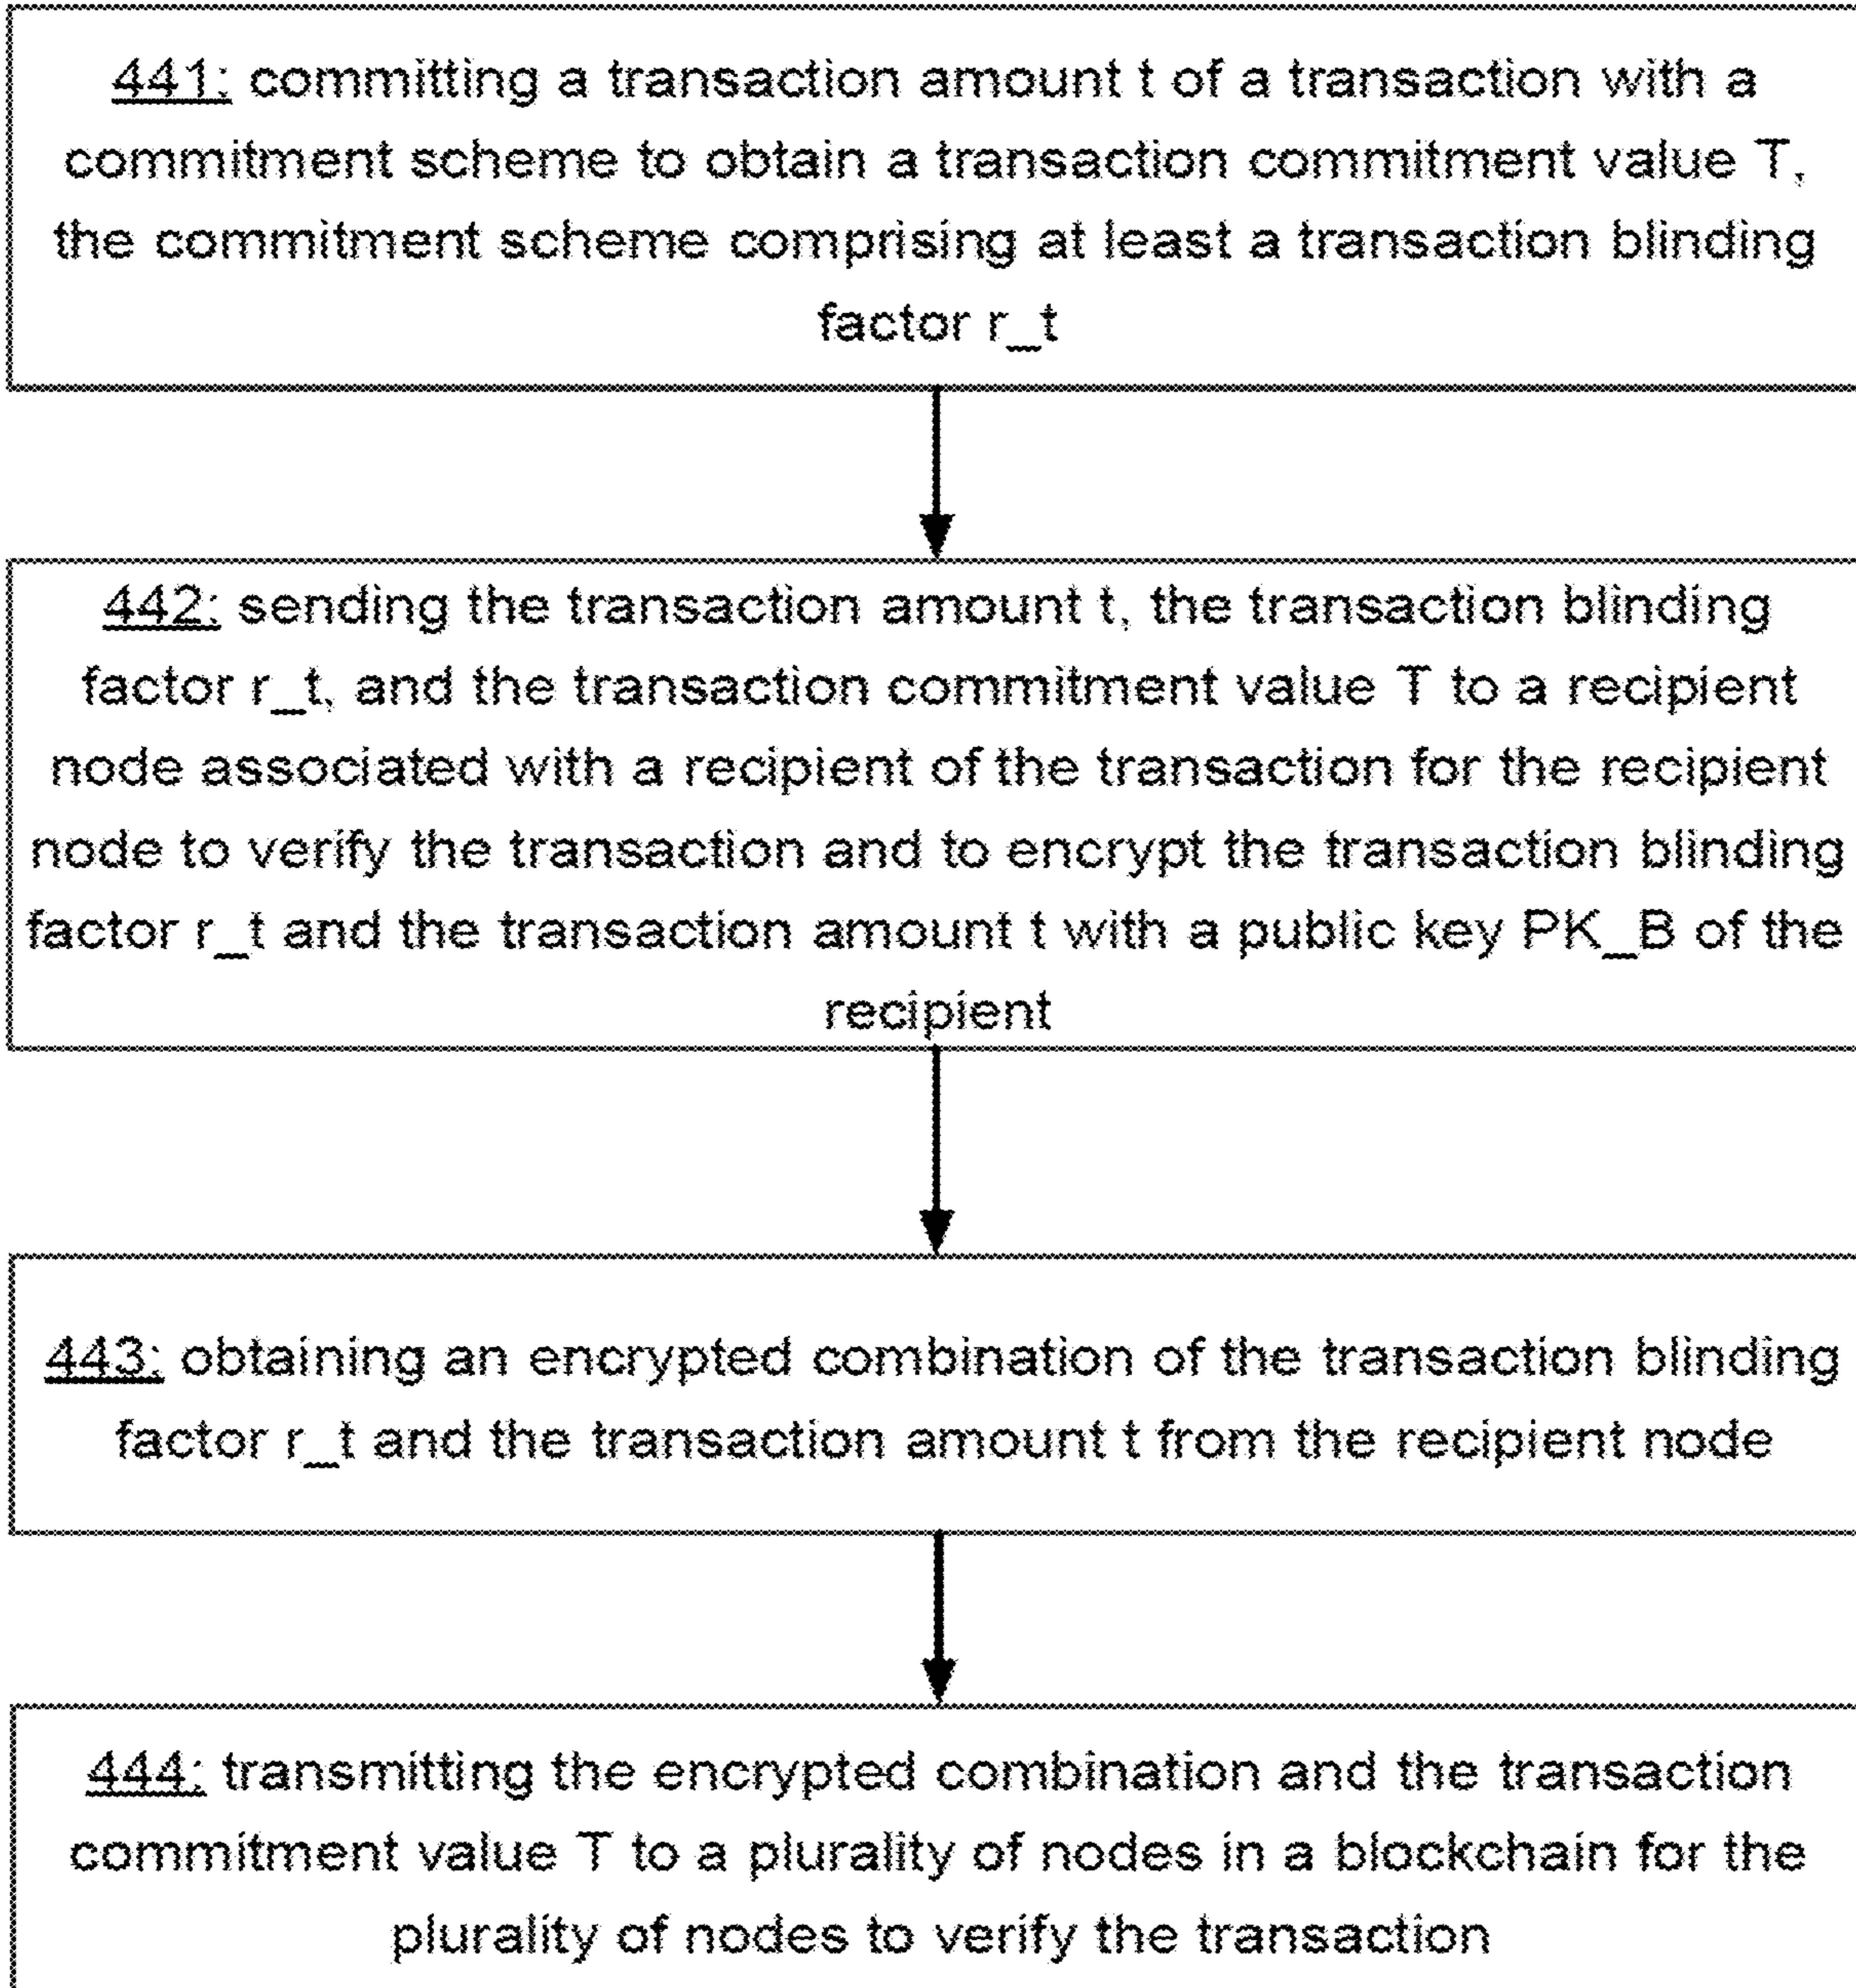 441: committing a transaction amount t of a transaction with a
commitment scheme to obtain a transaction commitment value T,
the commitment scheme comprising at least a transaction blinding
factor r_t
442: sending the transaction amount t, the transaction blinding
factor r_t, and the transaction commitment value T to a recipient
node associated with a recipient of the transaction for the recipient
node to verify the transaction and to encrypt the transaction blinding
factor r_t and the transaction amount t with a public key PK_B of the
recipient
443: obtaining an encrypted combination of the transaction blinding
factor r_t and the transaction amount t from the recipient node
444: transmitting the encrypted combination and the transaction
commitment value T to a plurality of nodes in a blockchain for the
plurality of nodes to verify the transaction